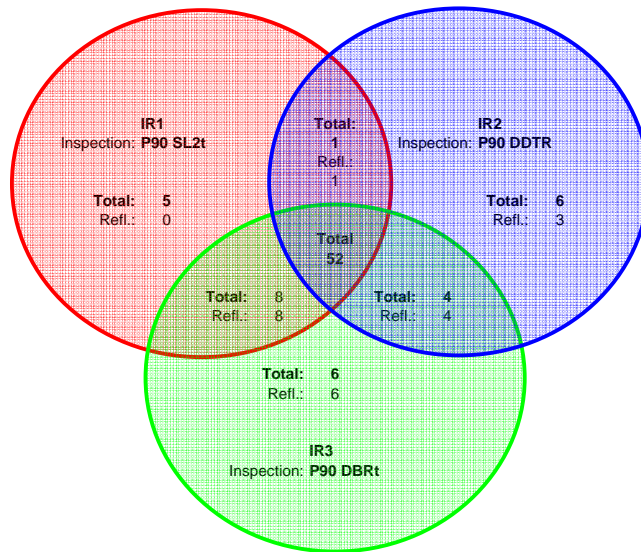 IR1
Inspection: P90 SL2t
Total: 5
Refl.: 0
Total:
1
Refl.:
1
IR2
Inspection: P90 DDTR
Total: 6
Refl.: 3
Total
52
Total: 8
Refl.: 8
Total: 4
Refl.: 4
Total: 6
Refl.: 6
IR3
Inspection: P90 DBRt